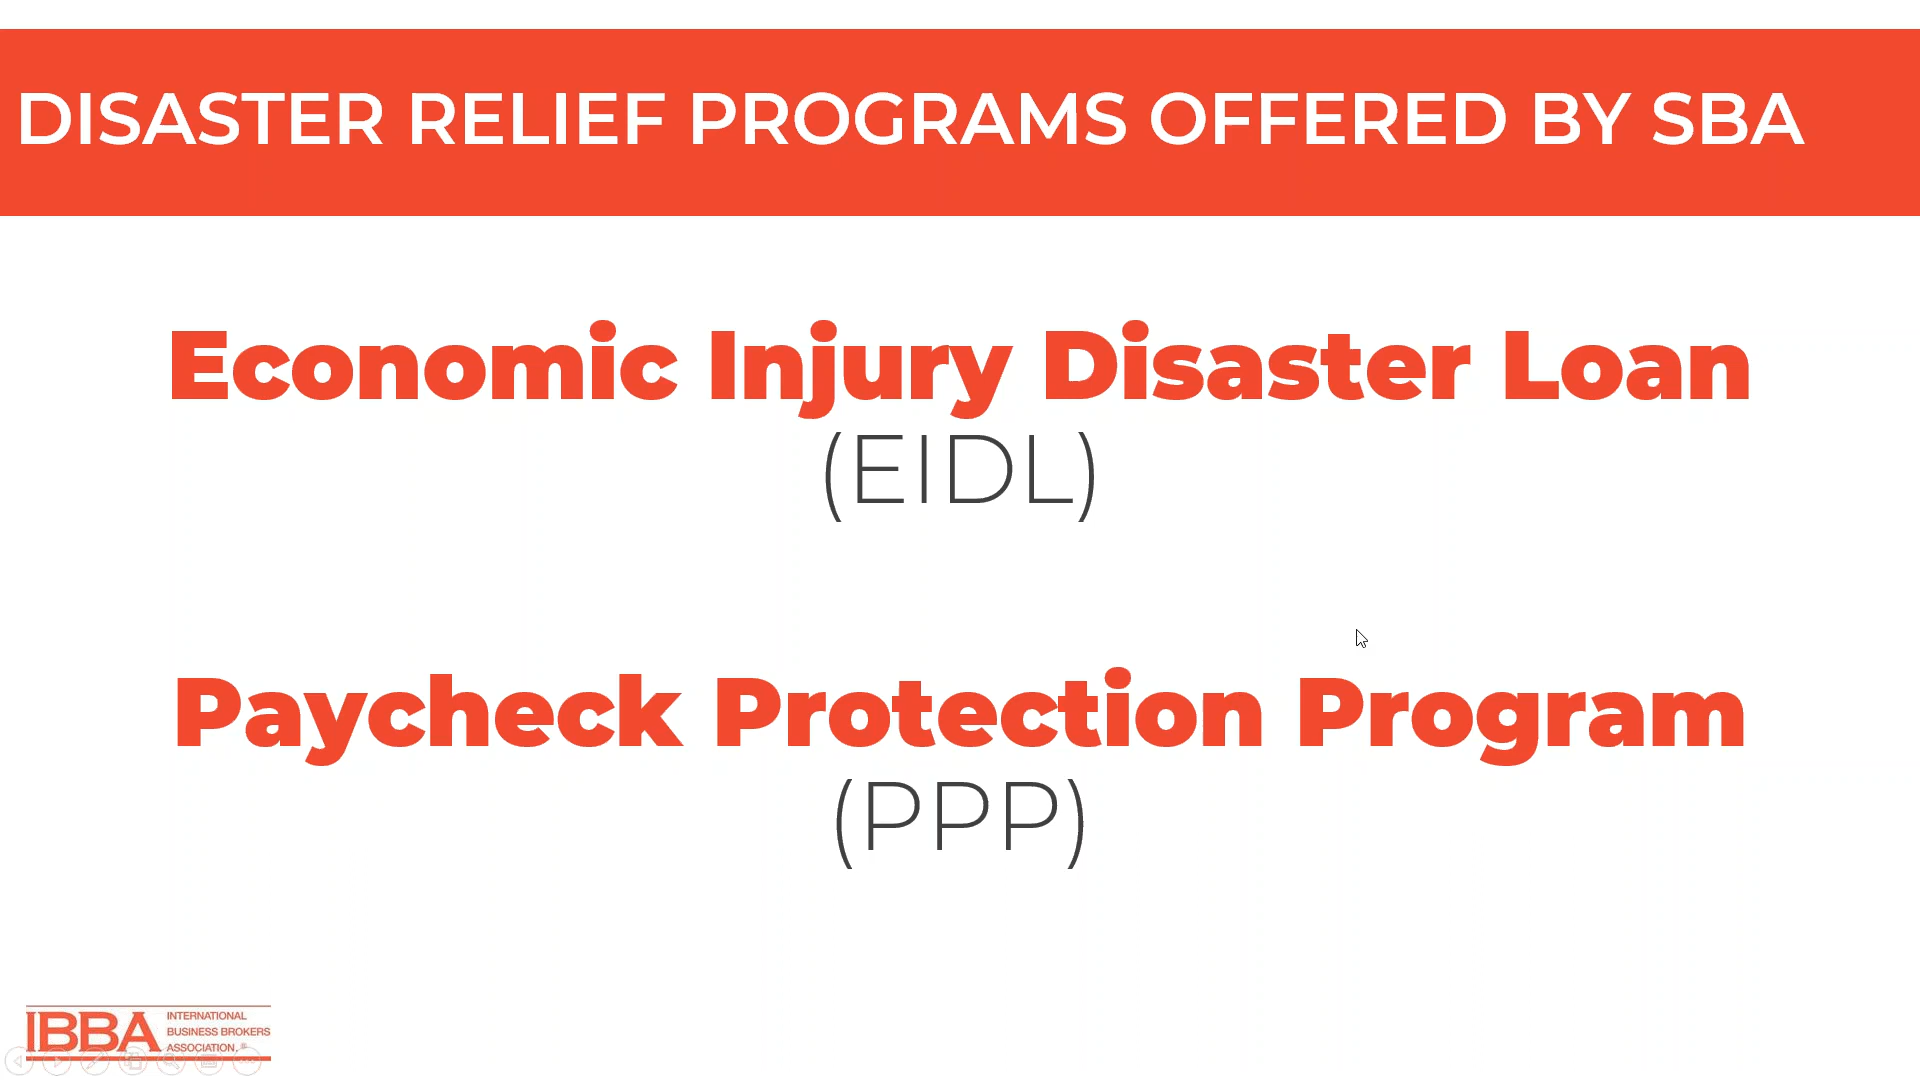 DISASTER RELIEF PROGRAMS OFFERED BY SBA
Economic Injury Disaster Loan
(EIDL)
Paycheck Protection Program
(PPP)
IBBA
INTERNATIONAL
BUSINESS BROKERS
ASSOCIATION.®